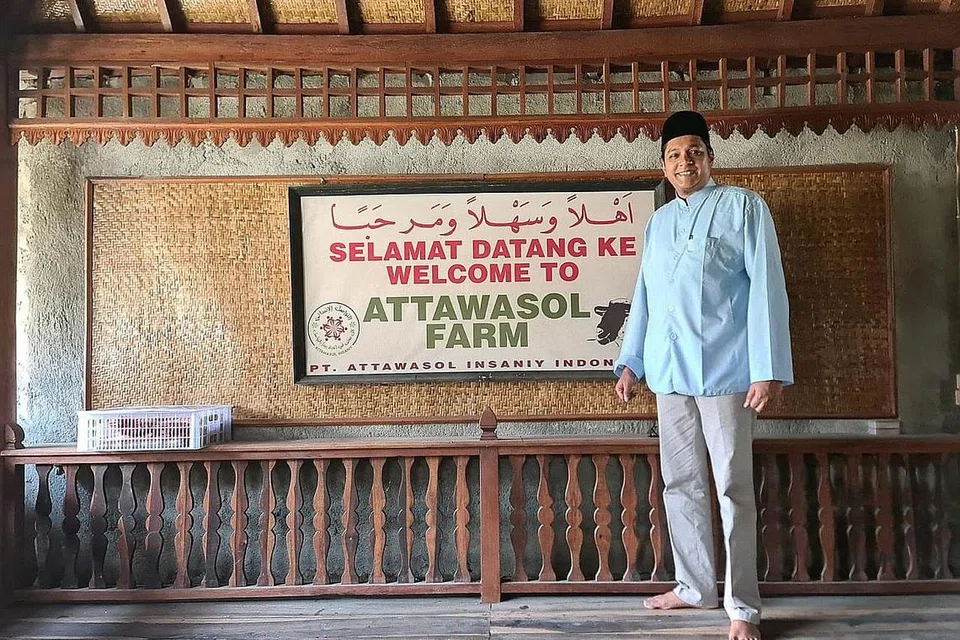 أَهْلاً وَسَهْلاً وَمَرحَبًا
SELAMAT DATANG KE
WELCOME TO
ATTAWASOL
FARM
PT. ATTAWASOL INSANIY INDON